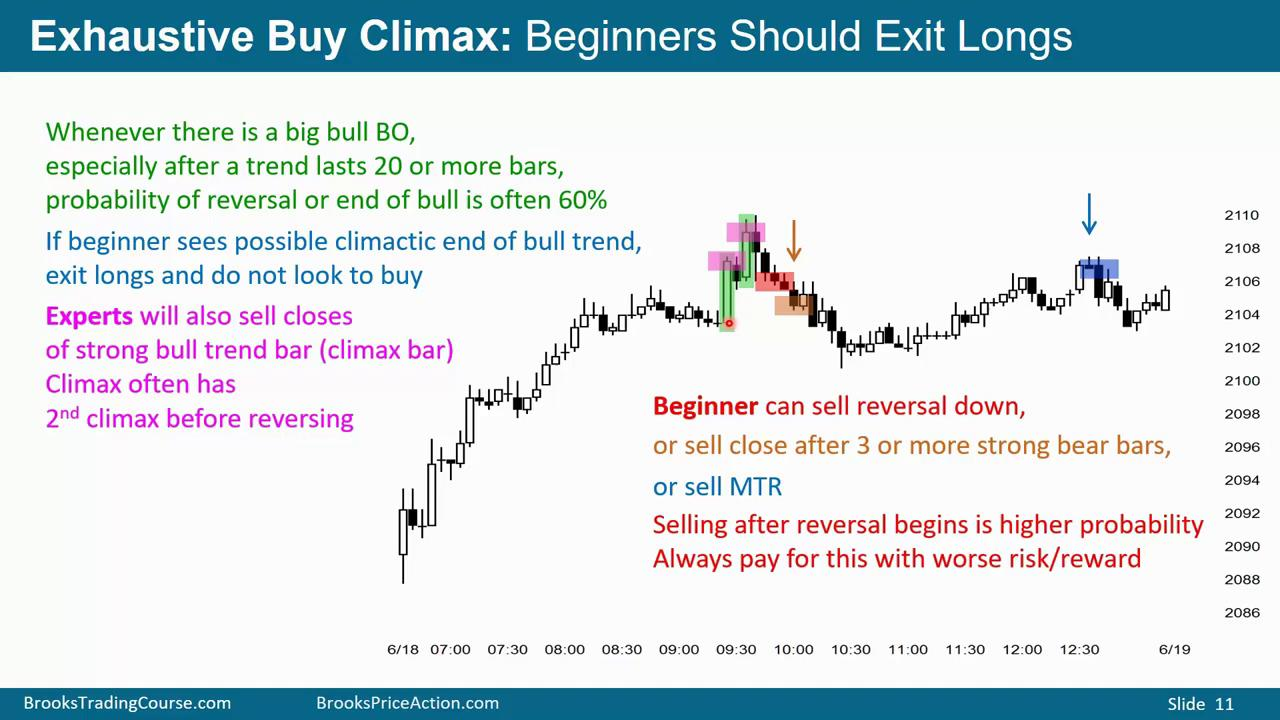 Exhaustive Buy Climax: Beginners Should Exit Longs
Whenever there is a big bull BO,
especially after a trend lasts 20 or more bars,
probability of reversal or end of bull is often 60%
If beginner sees possible climactic end of bull trend,
exit longs and do not look to buy
Experts will also sell closes
of strong bull trend bar (climax bar)
Climax often has
2nd climax before reversing
Beginner can sell reversal down,
or sell close after 3 or more strong bear bars,
or sell MTR
Selling after reversal begins is higher probability
Always pay for this with worse risk/reward
2110
2108
2106
2104
2102
2100
2098
2096
2094
2092
2090
2088
2086
6/18 07:00 07:30 08:00 08:30 09:00 09:30 10:00 10:30 11:00 11:30 12:00 12:30 6/19
BrooksTradingCourse.com BrooksPriceAction.com Slide 11